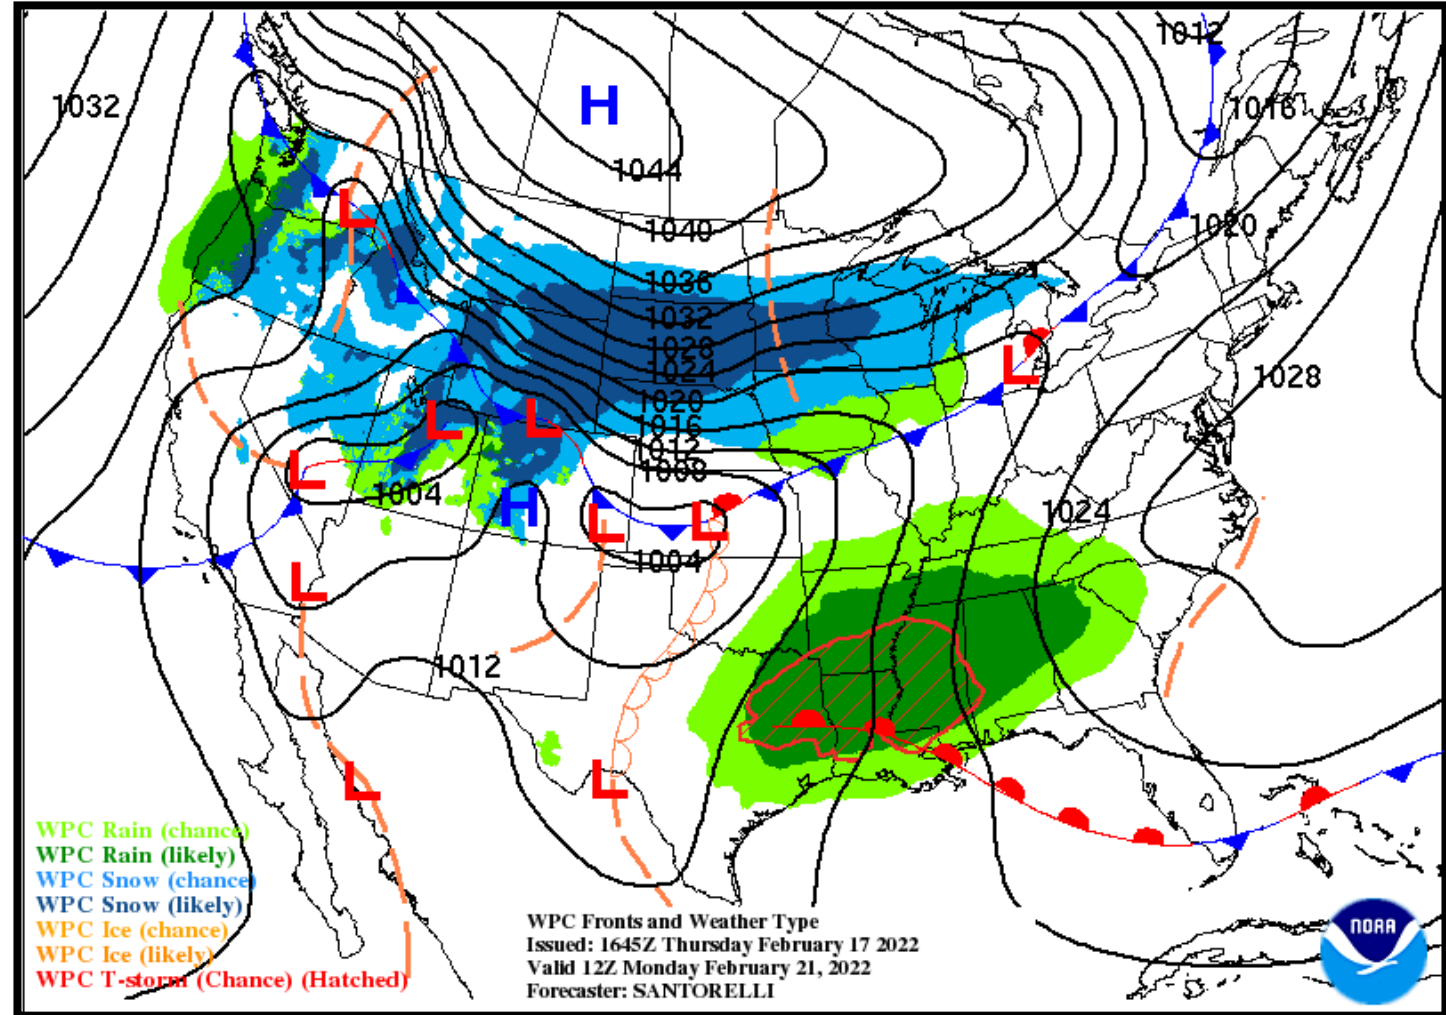 1012
1032
H
1016
1044
L
1020
1040
1036
1032
1028
L
1024
1028
1020
L
L
1016
1012
L
1008
1004
H
1024
L
L
1004
L
1012
L
L
WPC Rain (chance)
WPC Rain (likely)
WPC Snow (chance)
WPC Snow (likely)
WPC Ice (chance)
WPC Ice (likely)
WPC T-storm (Chance) (Hatched)
WPC Fronts and Weather Type
Issued: 1645Z Thursday February 17 2022
Valid 12Z Monday February 21, 2022
Forecaster: SANTORELLI
NOAA